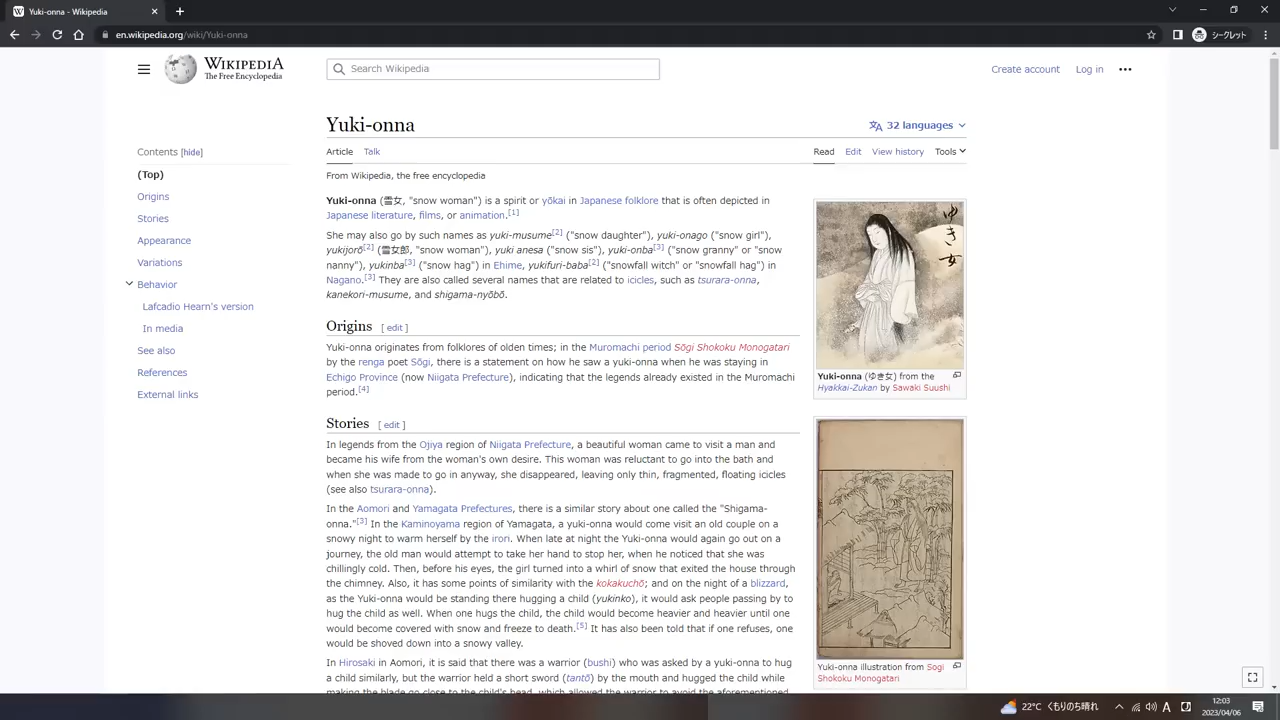 Yuki-onna - Wikipedia
en.wikipedia.org/wiki/Yuki-onna
シークレット
WIKIPEDIA
The Free Encyclopedia
Search Wikipedia
Create account
Log in
Yuki-onna
32 languages
Contents [hide]
(Top)
Origins
Stories
Appearance
Variations
Behavior
Lafcadio Hearn's version
In media
See also
References
External links
Article
Talk
Read
Edit
View history
Tools
From Wikipedia, the free encyclopedia
Yuki-onna (雪女, "snow woman") is a spirit or yōkai in Japanese folklore that is often depicted in
Japanese literature, films, or animation.[1]
She may also go by such names as yuki-musume[2] ("snow daughter"), yuki-onago ("snow girl"),
yukijorō[2] (雪女郎, "snow woman"), yuki anesa ("snow sis"), yuki-onba[3] ("snow granny" or "snow
nanny"), yukinba[3] ("snow hag") in Ehime, yukifuri-baba[2] ("snowfall witch" or "snowfall hag") in
Nagano.[3] They are also called several names that are related to icicles, such as tsurara-onna,
kanekori-musume, and shigama-nyōbō.
Origins [ edit ]
Yuki-onna originates from folklores of olden times; in the Muromachi period Sōgi Shokoku Monogatari
by the renga poet Sōgi, there is a statement on how he saw a yuki-onna when he was staying in
Echigo Province (now Niigata Prefecture), indicating that the legends already existed in the Muromachi
period.[4]
Stories [ edit ]
In legends from the Ojiya region of Niigata Prefecture, a beautiful woman came to visit a man and
became his wife from the woman's own desire. This woman was reluctant to go into the bath and
when she was made to go in anyway, she disappeared, leaving only thin, fragmented, floating icicles
(see also tsurara-onna).
In the Aomori and Yamagata Prefectures, there is a similar story about one called the "Shigama-
onna."[3] In the Kaminoyama region of Yamagata, a yuki-onna would come visit an old couple on a
snowy night to warm herself by the irori. When late at night the Yuki-onna would again go out on a
journey, the old man would attempt to take her hand to stop her, when he noticed that she was
chillingly cold. Then, before his eyes, the girl turned into a whirl of snow that exited the house through
the chimney. Also, it has some points of similarity with the kokakuchō; and on the night of a blizzard,
as the Yuki-onna would be standing there hugging a child (yukinko), it would ask people passing by to
hug the child as well. When one hugs the child, the child would become heavier and heavier until one
would become covered with snow and freeze to death.[5] It has also been told that if one refuses, one
would be shoved down into a snowy valley.
In Hirosaki in Aomori, it is said that there was a warrior (bushi) who was asked by a yuki-onna to hug
a child similarly, but the warrior held a short sword (tantō) by the mouth and hugged the child while
making the blade go close to the child's head, which allowed the warrior to avoid the aforementioned
ゆき女
Yuki-onna (ゆき女) from the
Hyakkai-Zukan by Sawaki Suushi
Yuki-onna illustration from Sogi
Shokoku Monogatari
22℃ くもりのち晴れ
A
12:03
2023/04/06